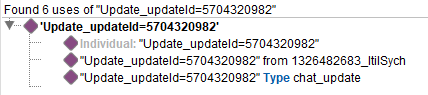 Found 6 uses of "Update_updateId=5704320982"
'Update_updateId=5704320982'
Individual: "Update_updateId=5704320982"
"Update_updateId=5704320982" from 1326482683_ItilSych
"Update_updateId=5704320982" Type chat_update